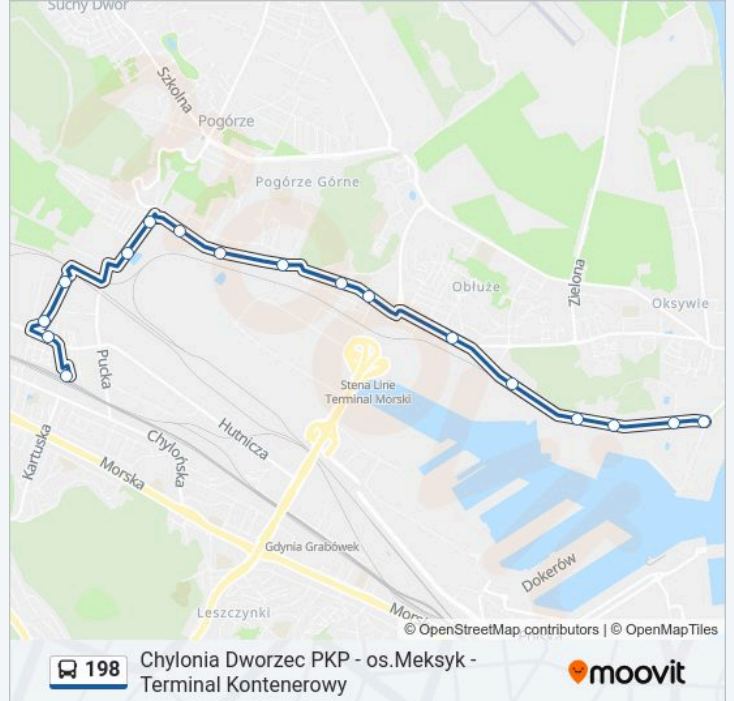 Suchy Dwór
Szkolna
Pogórze
Pogórze Górne
Zielona
Obłuże
Oksywie
Pucka
Stena Line
Terminal Morski
Kartuska
Chylońska
Hutnicza
Morska
Gdynia Grabówek
Dokerów
Leszczynki
© OpenStreetMap contributors | © OpenMapTiles
198
Chylonia Dworzec PKP - os.Meksyk -
Terminal Kontenerowy
moovit